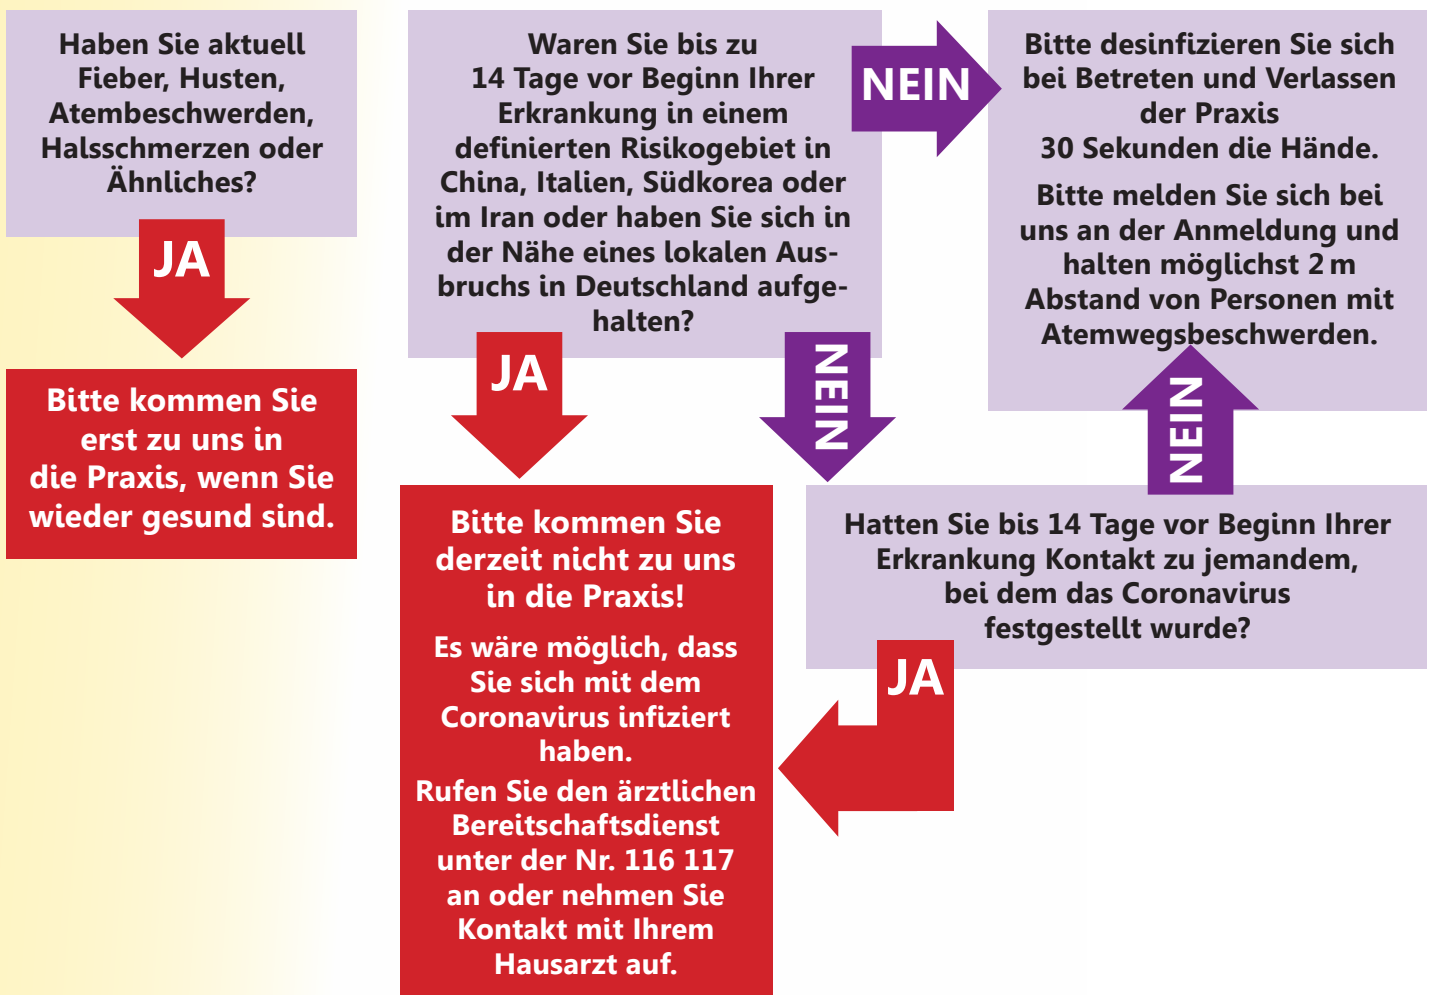 Haben Sie aktuell
Fieber, Husten,
Atembeschwerden,
Halsschmerzen oder
Ähnliches?
JA
Bitte kommen Sie
erst zu uns in
die Praxis, wenn Sie
wieder gesund sind.
Waren Sie bis zu
14 Tage vor Beginn Ihrer
Erkrankung in einem
definierten Risikogebiet in
China, Italien, Südkorea oder
im Iran oder haben Sie sich in
der Nähe eines lokalen Aus-
bruchs in Deutschland aufge-
halten?
JA
NEIN
NEIN
Bitte kommen Sie
derzeit nicht zu uns
in die Praxis!
Es wäre möglich, dass
Sie sich mit dem
Coronavirus infiziert
haben.
Rufen Sie den ärztlichen
Bereitschaftsdienst
unter der Nr. 116 117
an oder nehmen Sie
Kontakt mit Ihrem
Hausarzt auf.
Bitte desinfizieren Sie sich
bei Betreten und Verlassen
der Praxis
30 Sekunden die Hände.
Bitte melden Sie sich bei
uns an der Anmeldung und
halten möglichst 2 m
Abstand von Personen mit
Atemwegsbeschwerden.
NEIN
Hatten Sie bis 14 Tage vor Beginn Ihrer
Erkrankung Kontakt zu jemandem,
bei dem das Coronavirus
festgestellt wurde?
JA